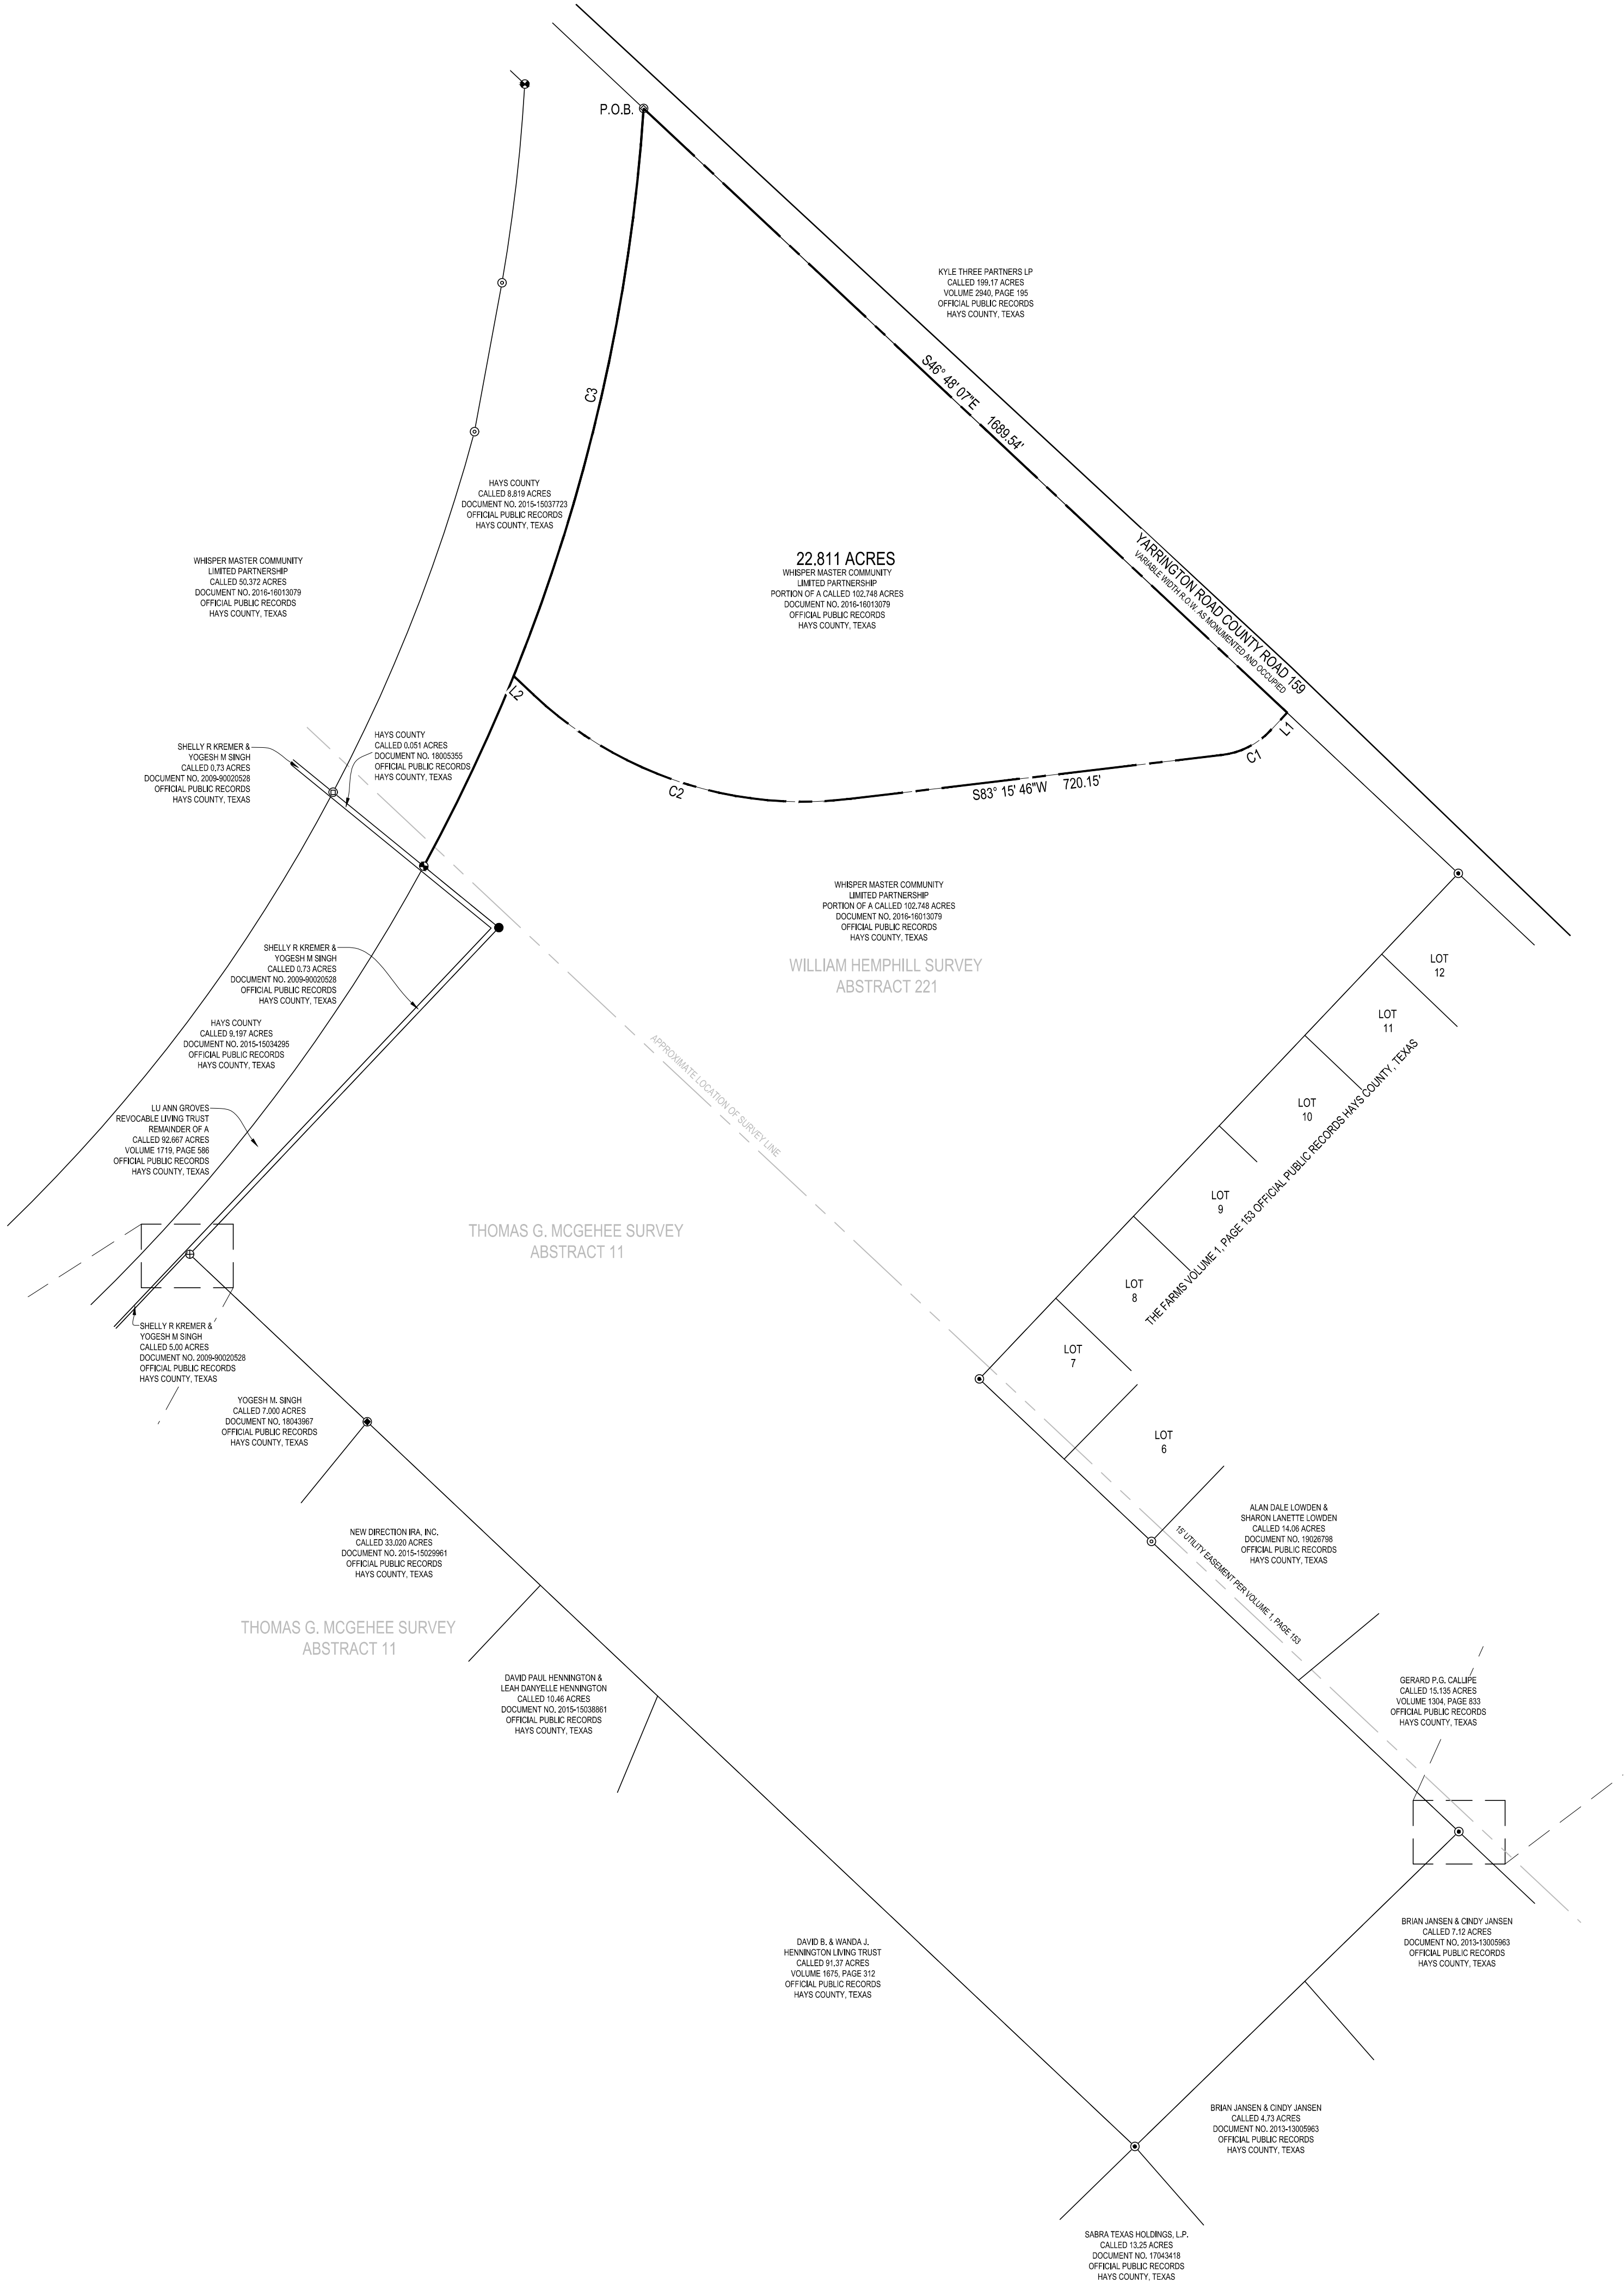 P.O.B.
KYLE THREE PARTNERS LP
CALLED 199.17 ACRES
VOLUME 2940, PAGE 195
OFFICIAL PUBLIC RECORDS
HAYS COUNTY, TEXAS
C3
S46° 48' 07"E 1689.54'
HAYS COUNTY
CALLED 8.819 ACRES
DOCUMENT NO. 2015-15037723
OFFICIAL PUBLIC RECORDS
HAYS COUNTY, TEXAS
WHISPER MASTER COMMUNITY
LIMITED PARTNERSHIP
CALLED 50.372 ACRES
DOCUMENT NO. 2016-16013079
OFFICIAL PUBLIC RECORDS
HAYS COUNTY, TEXAS
22.811 ACRES
WHISPER MASTER COMMUNITY
LIMITED PARTNERSHIP
PORTION OF A CALLED 102.748 ACRES
DOCUMENT NO. 2016-16013079
OFFICIAL PUBLIC RECORDS
HAYS COUNTY, TEXAS
YARRINGTON ROAD COUNTY ROAD 159
VARIABLE WIDTH R.O.W. AS MONUMENTED AND OCCUPIED
L2
L1
C1
C2
S83° 15' 46"W 720.15'
SHELLY R KREMER &
YOGESH M SINGH
CALLED 0.73 ACRES
DOCUMENT NO. 2009-90020528
OFFICIAL PUBLIC RECORDS
HAYS COUNTY, TEXAS
HAYS COUNTY
CALLED 0.051 ACRES
DOCUMENT NO. 18005355
OFFICIAL PUBLIC RECORDS
HAYS COUNTY, TEXAS
WHISPER MASTER COMMUNITY
LIMITED PARTNERSHIP
PORTION OF A CALLED 102.748 ACRES
DOCUMENT NO. 2016-16013079
OFFICIAL PUBLIC RECORDS
HAYS COUNTY, TEXAS
WILLIAM HEMPHILL SURVEY
ABSTRACT 221
SHELLY R KREMER &
YOGESH M SINGH
CALLED 0.73 ACRES
DOCUMENT NO. 2009-90020528
OFFICIAL PUBLIC RECORDS
HAYS COUNTY, TEXAS
HAYS COUNTY
CALLED 9.197 ACRES
DOCUMENT NO. 2015-15034295
OFFICIAL PUBLIC RECORDS
HAYS COUNTY, TEXAS
APPROXIMATE LOCATION OF SURVEY LINE
LU ANN GROVES
REVOCABLE LIVING TRUST
REMAINDER OF A
CALLED 92.667 ACRES
VOLUME 1719, PAGE 586
OFFICIAL PUBLIC RECORDS
HAYS COUNTY, TEXAS
LOT
12
LOT
11
LOT
10
LOT
9
LOT
8
LOT
7
LOT
6
THE FARMS VOLUME 1, PAGE 153 OFFICIAL PUBLIC RECORDS HAYS COUNTY, TEXAS
THOMAS G. MCGEHEE SURVEY
ABSTRACT 11
SHELLY R KREMER &
YOGESH M SINGH
CALLED 5.00 ACRES
DOCUMENT NO. 2009-90020528
OFFICIAL PUBLIC RECORDS
HAYS COUNTY, TEXAS
YOGESH M. SINGH
CALLED 7.000 ACRES
DOCUMENT NO. 18043967
OFFICIAL PUBLIC RECORDS
HAYS COUNTY, TEXAS
ALAN DALE LOWDEN &
SHARON LANETTE LOWDEN
CALLED 14.06 ACRES
DOCUMENT NO. 19026798
OFFICIAL PUBLIC RECORDS
HAYS COUNTY, TEXAS
15' UTILITY EASEMENT PER VOLUME 1, PAGE 153
NEW DIRECTION IRA, INC.
CALLED 33.020 ACRES
DOCUMENT NO. 2015-15029961
OFFICIAL PUBLIC RECORDS
HAYS COUNTY, TEXAS
THOMAS G. MCGEHEE SURVEY
ABSTRACT 11
DAVID PAUL HENNINGTON &
LEAH DANYELLE HENNINGTON
CALLED 10.46 ACRES
DOCUMENT NO. 2015-15038861
OFFICIAL PUBLIC RECORDS
HAYS COUNTY, TEXAS
GERARD P.G. CALLIPE
CALLED 15.135 ACRES
VOLUME 1304, PAGE 833
OFFICIAL PUBLIC RECORDS
HAYS COUNTY, TEXAS
DAVID B. & WANDA J.
HENNINGTON LIVING TRUST
CALLED 91.37 ACRES
VOLUME 1675, PAGE 312
OFFICIAL PUBLIC RECORDS
HAYS COUNTY, TEXAS
BRIAN JANSEN & CINDY JANSEN
CALLED 7.12 ACRES
DOCUMENT NO. 2013-13005963
OFFICIAL PUBLIC RECORDS
HAYS COUNTY, TEXAS
BRIAN JANSEN & CINDY JANSEN
CALLED 4.73 ACRES
DOCUMENT NO. 2013-13005963
OFFICIAL PUBLIC RECORDS
HAYS COUNTY, TEXAS
SABRA TEXAS HOLDINGS, L.P.
CALLED 13.25 ACRES
DOCUMENT NO. 17043418
OFFICIAL PUBLIC RECORDS
HAYS COUNTY, TEXAS